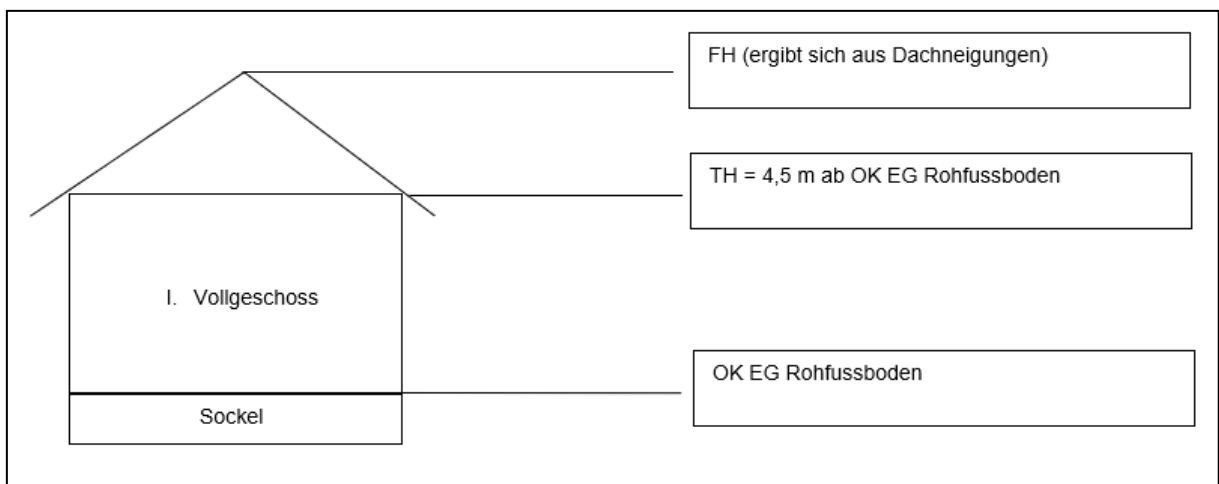 FH (ergibt sich aus Dachneigungen)
TH = 4,5 m ab OK EG Rohfussboden
I. Vollgeschoss
OK EG Rohfussboden
Sockel